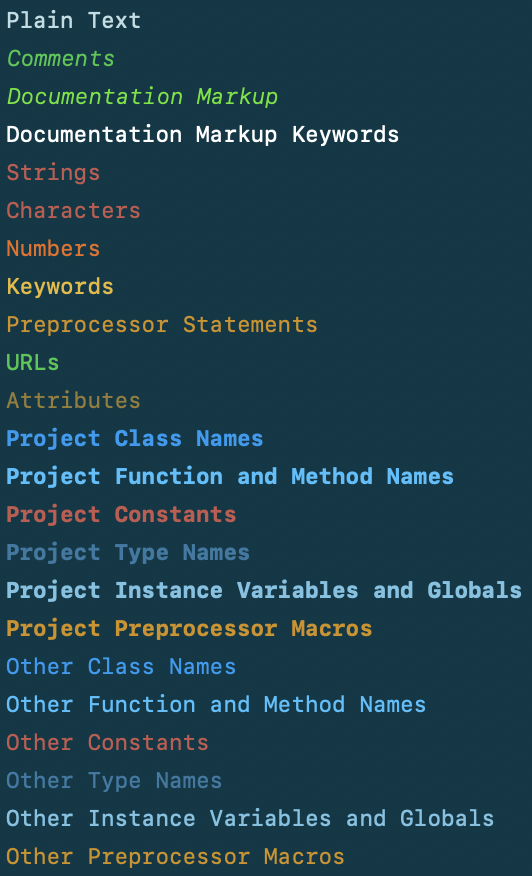 Plain Text
Comments
Documentation Markup
Documentation Markup Keywords
Strings
Characters
Numbers
Keywords
Preprocessor Statements
URLs
Attributes
Project Class Names
Project Function and Method Names
Project Constants
Project Type Names
Project Instance Variables and Globals
Project Preprocessor Macros
Other Class Names
Other Function and Method Names
Other Constants
Other Type Names
Other Instance Variables and Globals
Other Preprocessor Macros